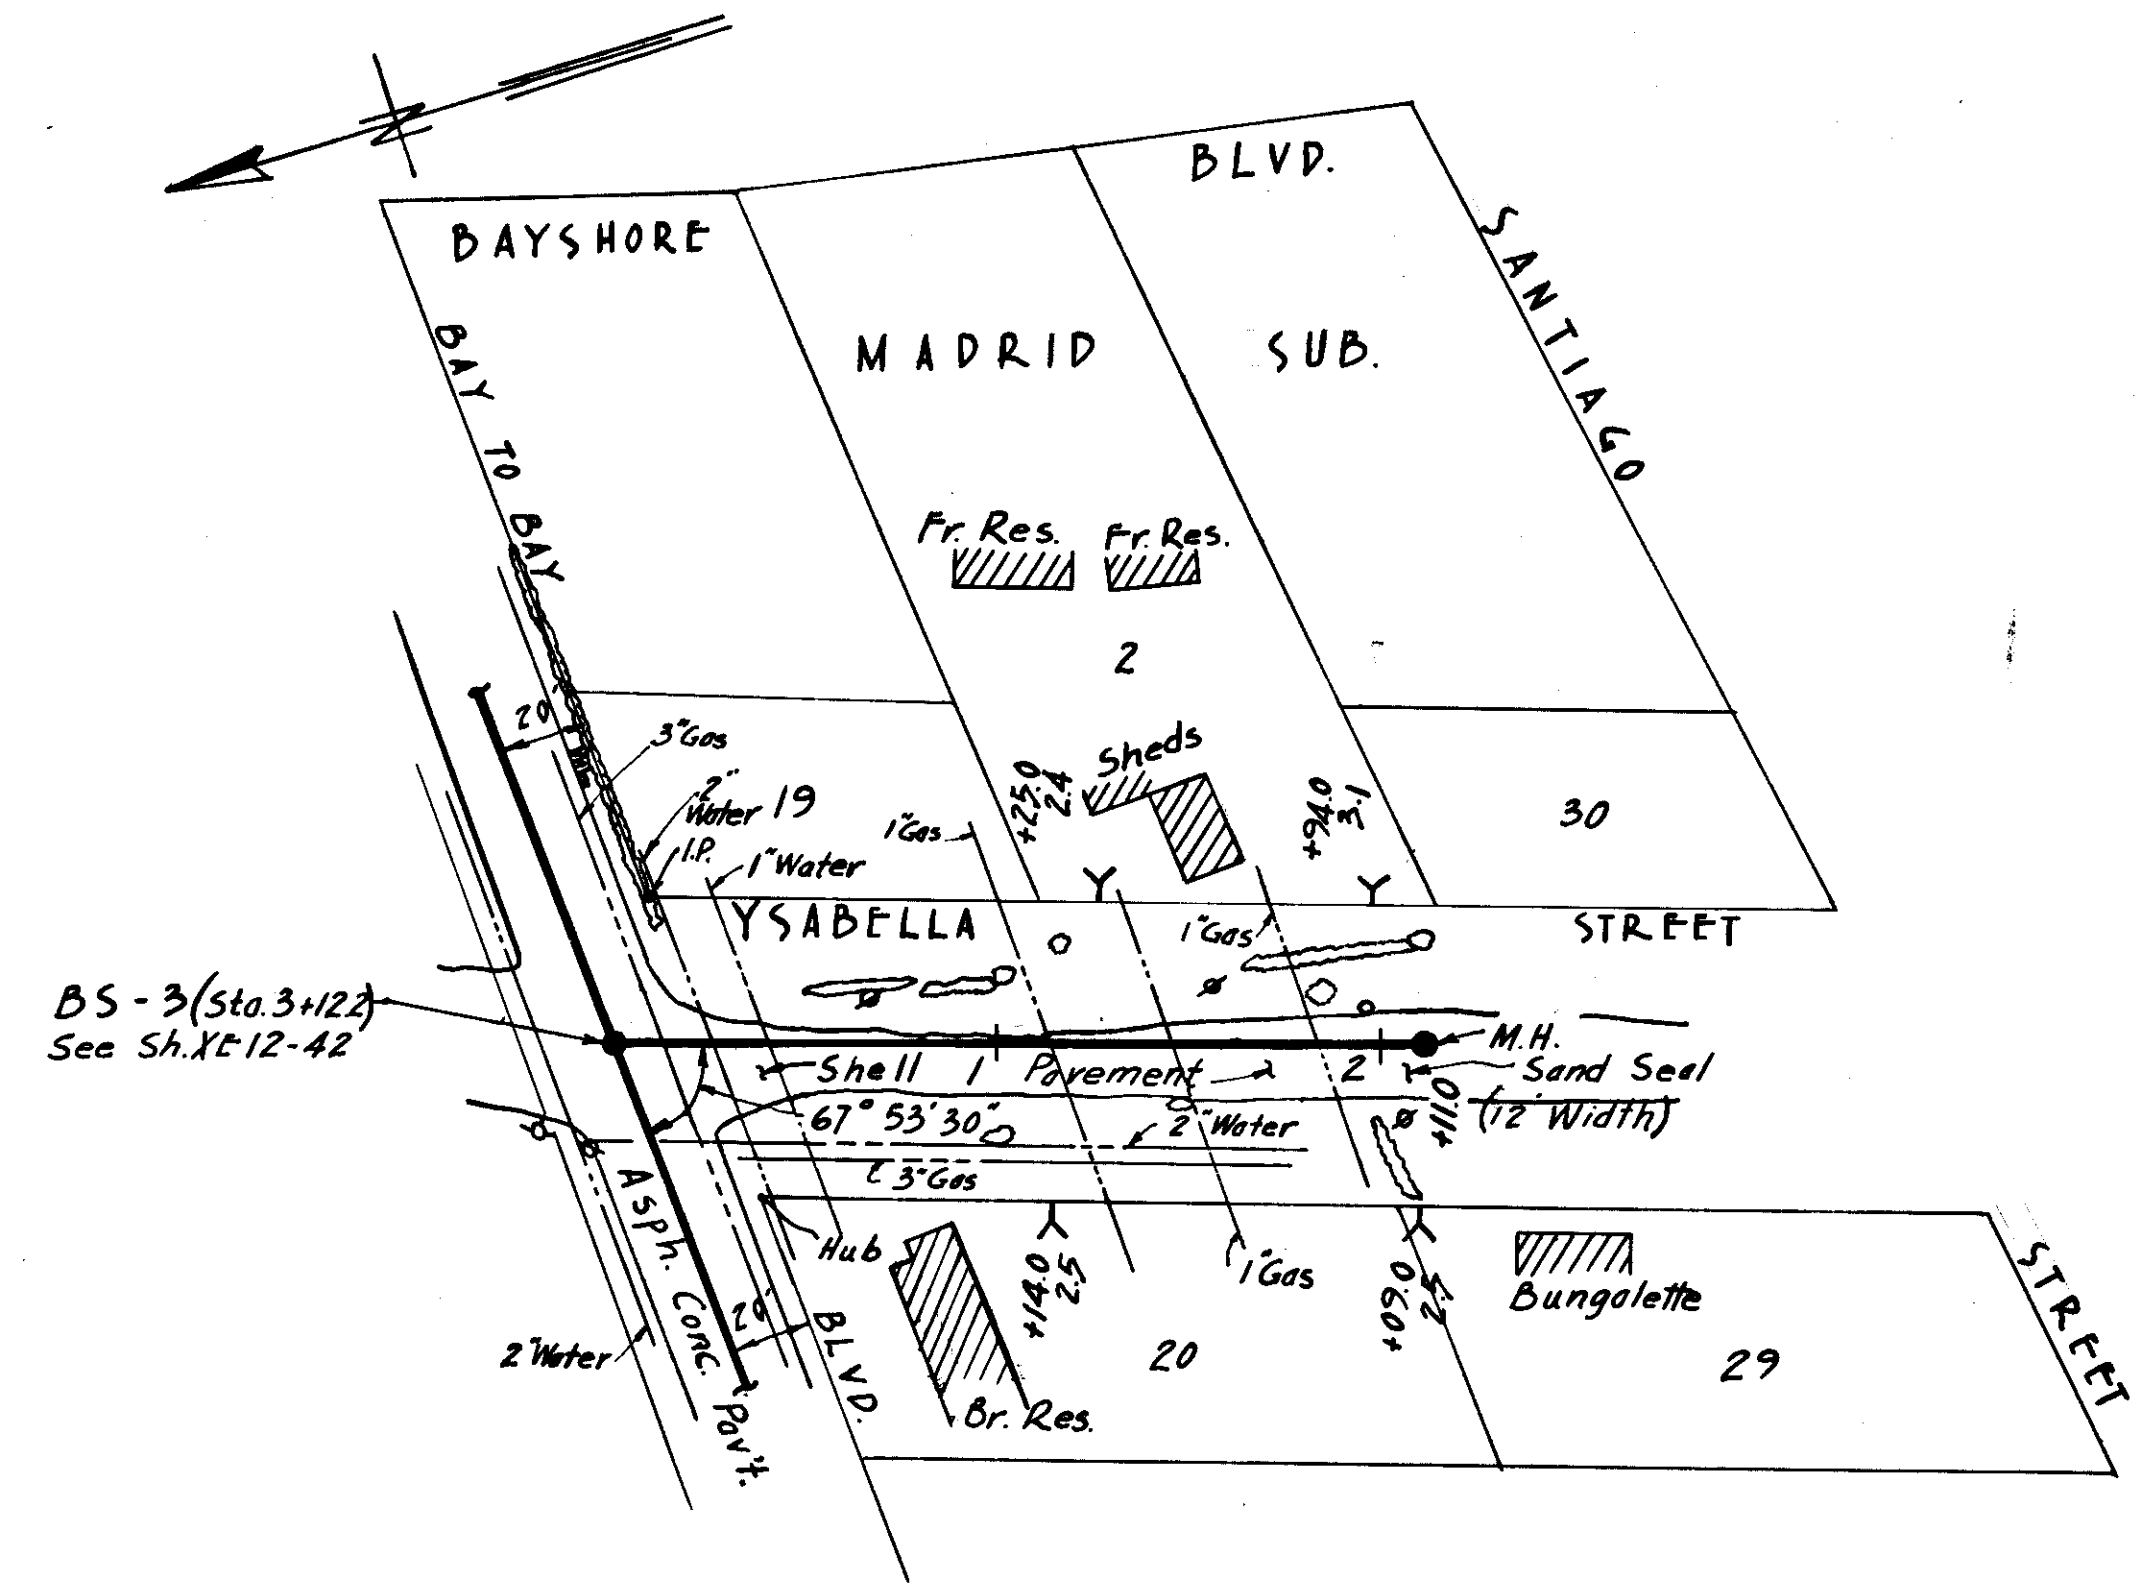 N
BLVD.
BAYSHORE
SANTIAGO
BAY TO BAY
MADRID SUB.
Fr. Res.
Fr. Res.
2
20'
3"Gas
Sheds
2"
Water
19
+25.0
2.4
+94.0
3.1
30
1"Gas
I.P.
1"Water
YSABELLA
STREET
1"Gas
BS-3 (Sta. 3+122)
See Sh. XE12-42
M.H.
Shell
1
Pavement
2
Sand Seal
(12' Width)
+11.0
67° 53' 30"
2"Water
3"Gas
Asph. Conc. Pav't.
Hub
1"Gas
+14.0
2.5
+09.0
2.5
Bungalette
STREET
20'
BLVD.
2"Water
20
29
Br. Res.